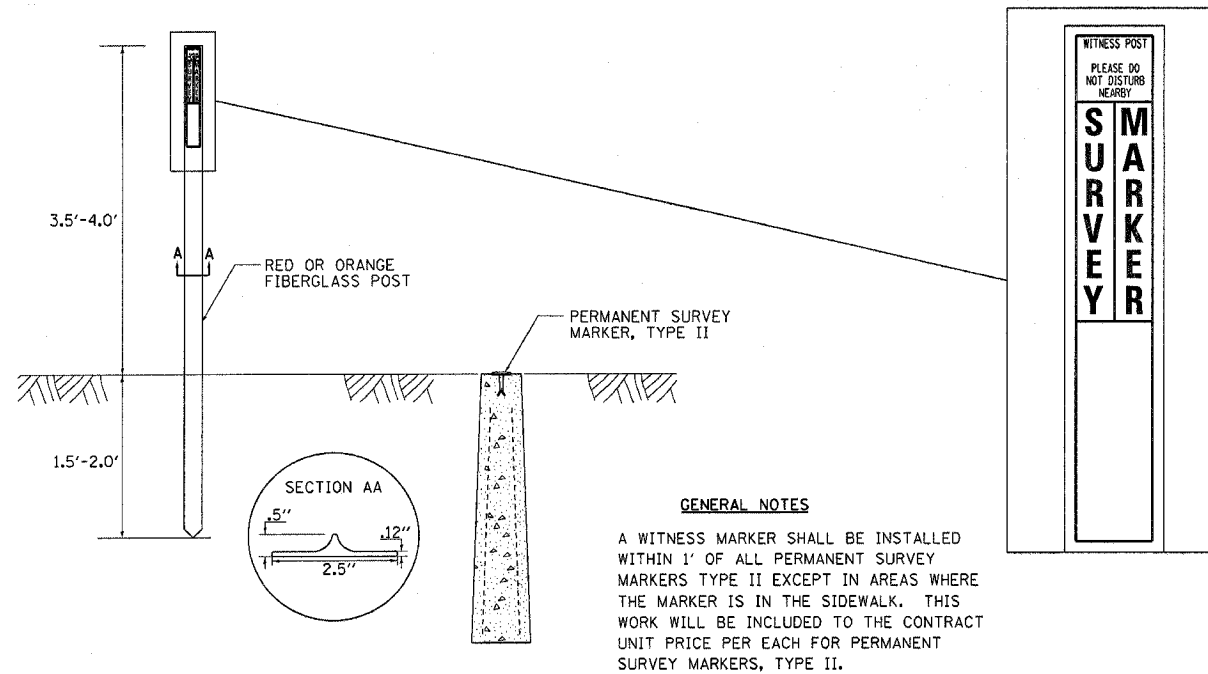 WITNESS POST
PLEASE DO
NOT DISTURB
NEARBY
SURVEY
MARKER
3.5'-4.0'
A A
RED OR ORANGE
FIBERGLASS POST
PERMANENT SURVEY
MARKER, TYPE II
1.5'-2.0'
SECTION AA
.5"
.12"
2.5"
GENERAL NOTES
A WITNESS MARKER SHALL BE INSTALLED
WITHIN 1' OF ALL PERMANENT SURVEY
MARKERS TYPE II EXCEPT IN AREAS WHERE
THE MARKER IS IN THE SIDEWALK. THIS
WORK WILL BE INCLUDED TO THE CONTRACT
UNIT PRICE PER EACH FOR PERMANENT
SURVEY MARKERS, TYPE II.